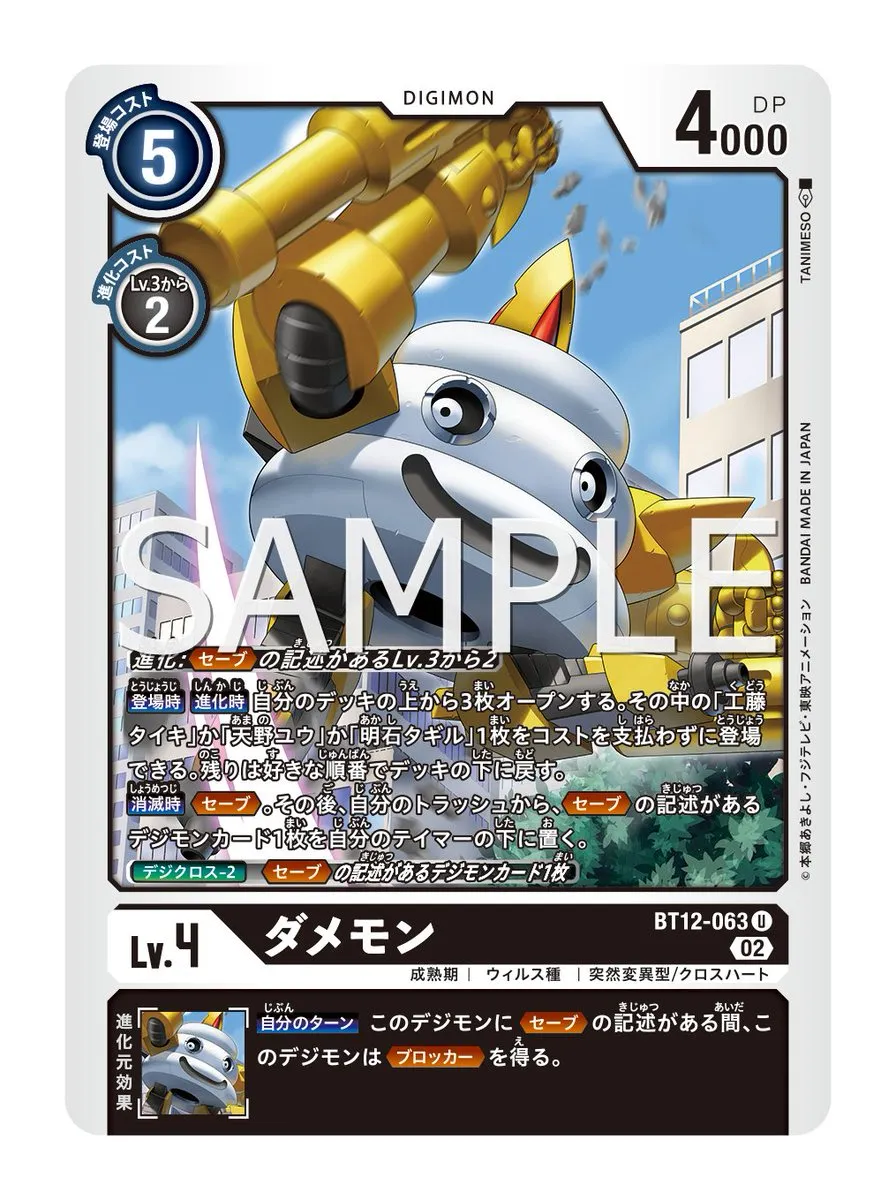 DIGIMON
登場コスト
5
4000
DP
進化コスト
Lv.3から
2
TANIMESO
SAMPLE
進化:セーブの記述があるLv.3から2
登場時 進化時 自分のデッキの上から3枚オープンする。その中の「工藤
タイキ」か「天野ユウ」か「明石タギル」1枚をコストを支払わずに登場
できる。残りは好きな順番でデッキの下に戻す。
消滅時 セーブ。その後、自分のトラッシュから、セーブの記述がある
デジモンカード1枚を自分のテイマーの下に置く。
デジクロス-2 セーブの記述があるデジモンカード1枚
©本郷あきよし・フジテレビ・東映アニメーション BANDAI MADE IN JAPAN
Lv.4
ダメモン
BT12-063 U
02
成熟期 | ウィルス種 | 突然変異型/クロスハート
進化元効果
自分のターン このデジモンにセーブの記述がある間、こ
のデジモンはブロッカーを得る。